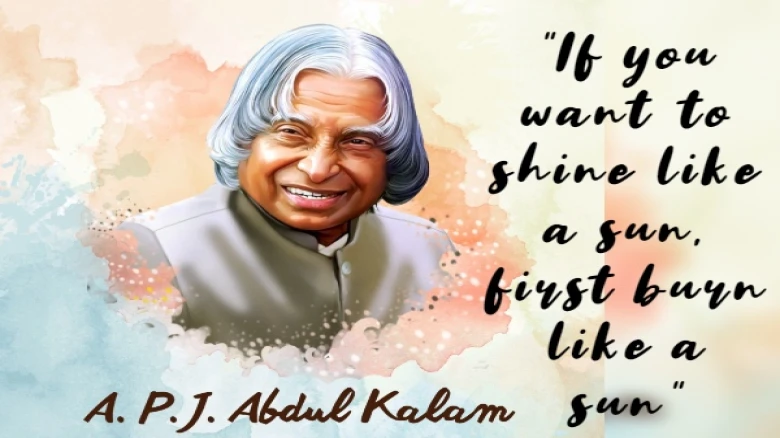 "If you
want to
shine like
a sun,
first burn
like a
sun"
A. P.J. Abdul Kalam